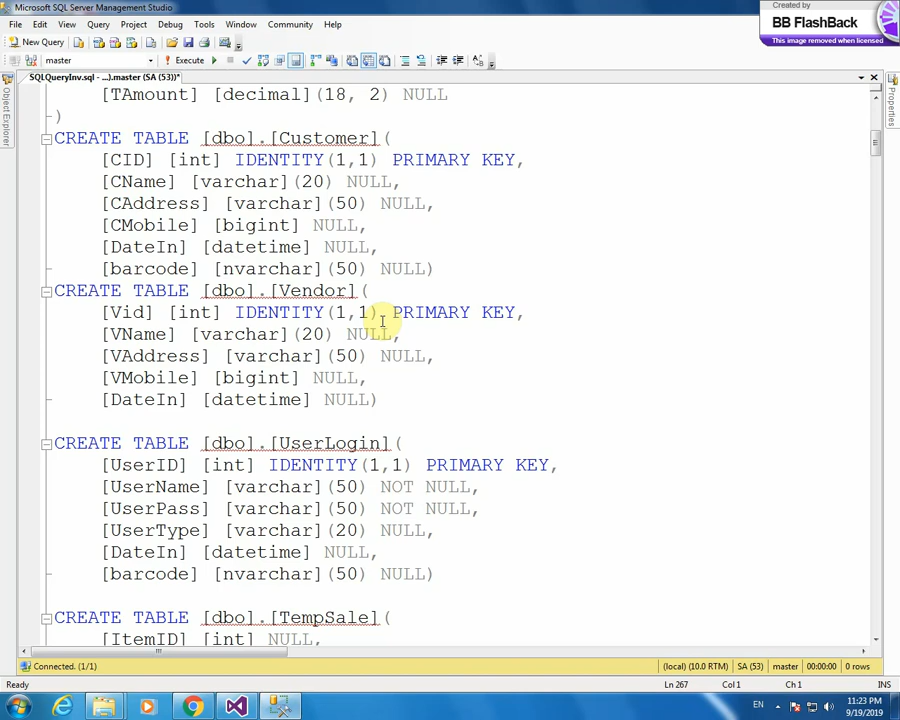 Microsoft SQL Server Management Studio
Created by
BB FlashBack
This image removed when licensed
File Edit View Query Project Debug Tools Window Community Help
New Query
master Execute
SQLQueryInv.sql - ...).master (SA (53))*
Object Explorer
Properties
[TAmount] [decimal](18, 2) NULL
)
CREATE TABLE [dbo].[Customer](
[CID] [int] IDENTITY(1,1) PRIMARY KEY,
[CName] [varchar](20) NULL,
[CAddress] [varchar](50) NULL,
[CMobile] [bigint] NULL,
[DateIn] [datetime] NULL,
[barcode] [nvarchar](50) NULL)
CREATE TABLE [dbo].[Vendor](
[Vid] [int] IDENTITY(1,1) PRIMARY KEY,
[VName] [varchar](20) NULL,
[VAddress] [varchar](50) NULL,
[VMobile] [bigint] NULL,
[DateIn] [datetime] NULL)
CREATE TABLE [dbo].[UserLogin](
[UserID] [int] IDENTITY(1,1) PRIMARY KEY,
[UserName] [varchar](50) NOT NULL,
[UserPass] [varchar](50) NOT NULL,
[UserType] [varchar](20) NULL,
[DateIn] [datetime] NULL,
[barcode] [nvarchar](50) NULL)
CREATE TABLE [dbo].[TempSale](
[ItemID] [int] NULL,
Connected. (1/1) (local) (10.0 RTM) SA (53) master 00:00:00 0 rows
Ready Ln 267 Col 1 Ch 1 INS
EN 11:23 PM
9/19/2019